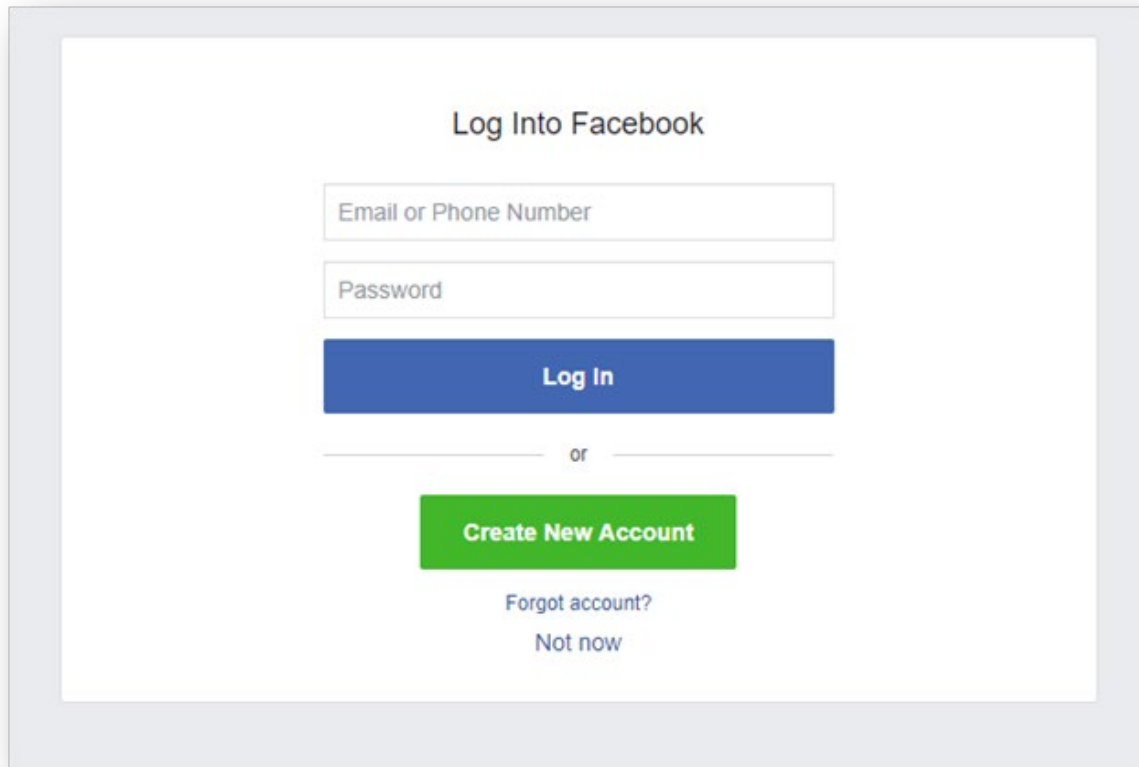 Log Into Facebook
Email or Phone Number
Password
Log In
or
Create New Account
Forgot account?
Not now